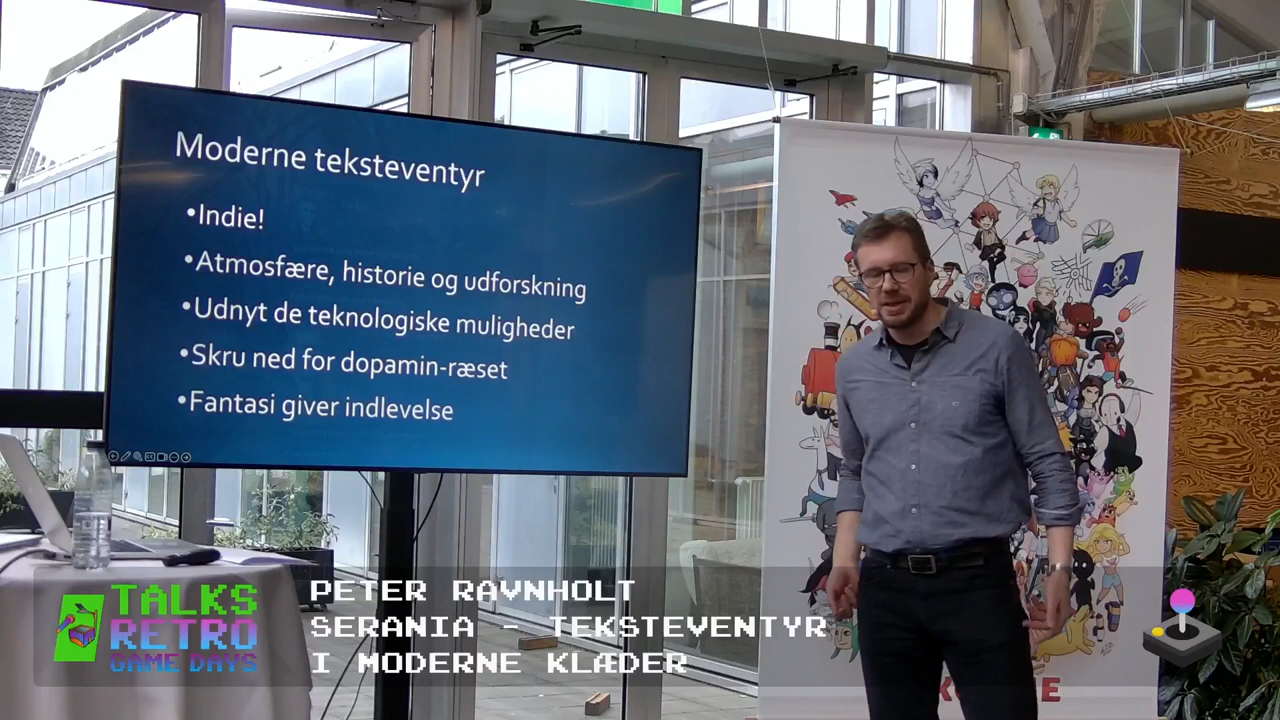 Moderne teksteventyr
•Indie!
•Atmosfære, historie og udforskning
•Udnyt de teknologiske muligheder
•Skru ned for dopamin-ræset
•Fantasi giver indlevelse
TALKS
RETRO
GAME DAYS
PETER RAVNHOLT
SERANIA - TEKSTEVENTYR
I MODERNE KLÆDER